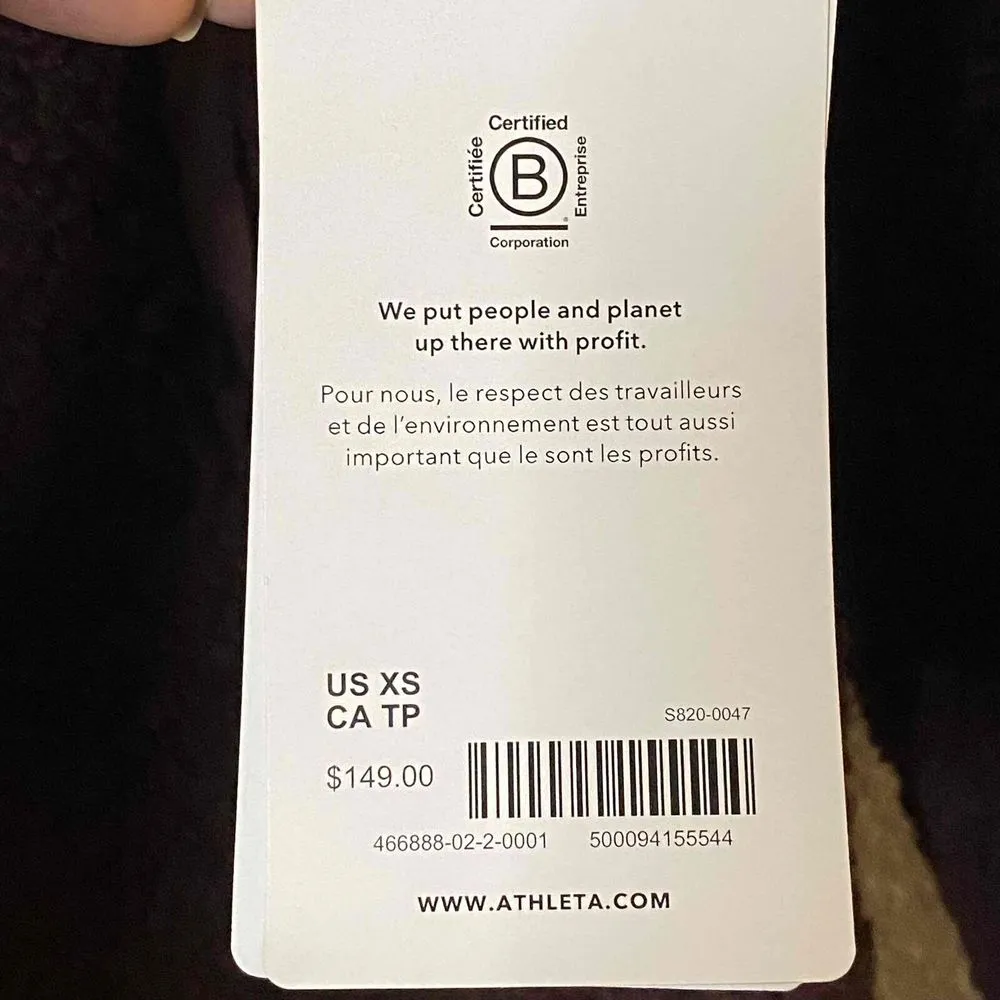 Certified
Certifiée
B
Entreprise
®
Corporation
We put people and planet
up there with profit.
Pour nous, le respect des travailleurs
et de l'environnement est tout aussi
important que le sont les profits.
US XS
CA TP
S820-0047
$149.00
466888-02-2-0001 500094155544
WWW.ATHLETA.COM